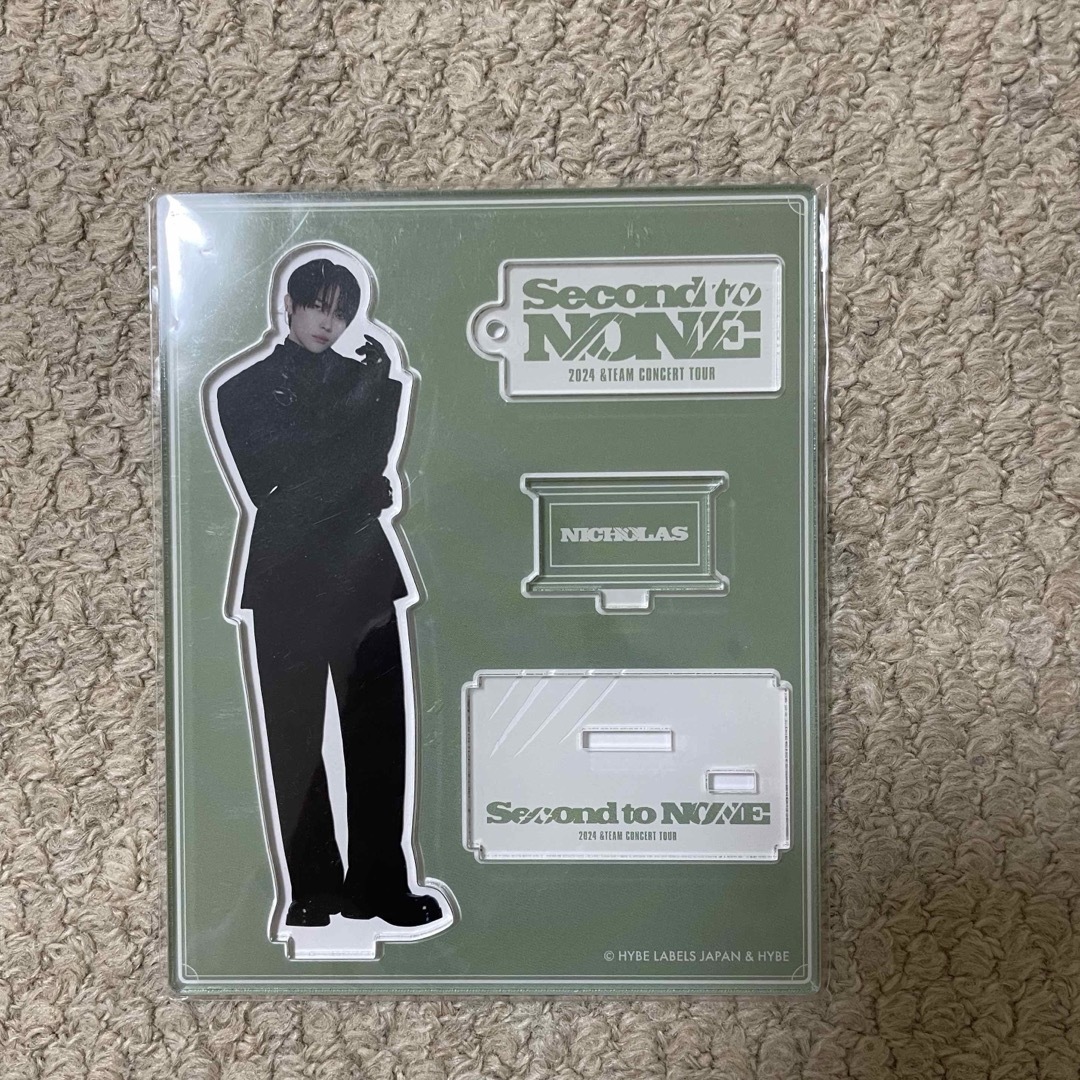 Second to
NONE
2024 &TEAM CONCERT TOUR
NICHOLAS
Second to NONE
2024 &TEAM CONCERT TOUR
© HYBE LABELS JAPAN & HYBE